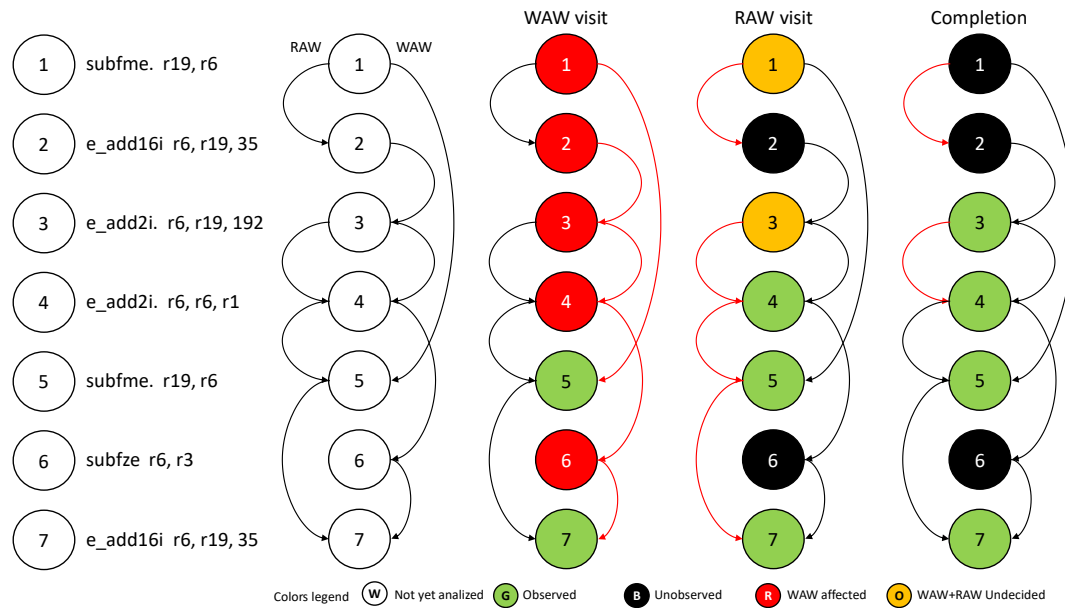 WAW visit RAW visit Completion
1 subfme. r19, r6 RAW 1 WAW 1 1 1
2 e_add16i r6, r19, 35 2 2 2 2
3 e_add2i. r6, r19, 192 3 3 3 3
4 e_add2i. r6, r6, r1 4 4 4 4
5 subfme. r19, r6 5 5 5 5
6 subfze r6, r3 6 6 6 6
7 e_add16i r6, r19, 35 7 7 7 7
Colors legend W Not yet analized G Observed B Unobserved R WAW affected O WAW+RAW Undecided